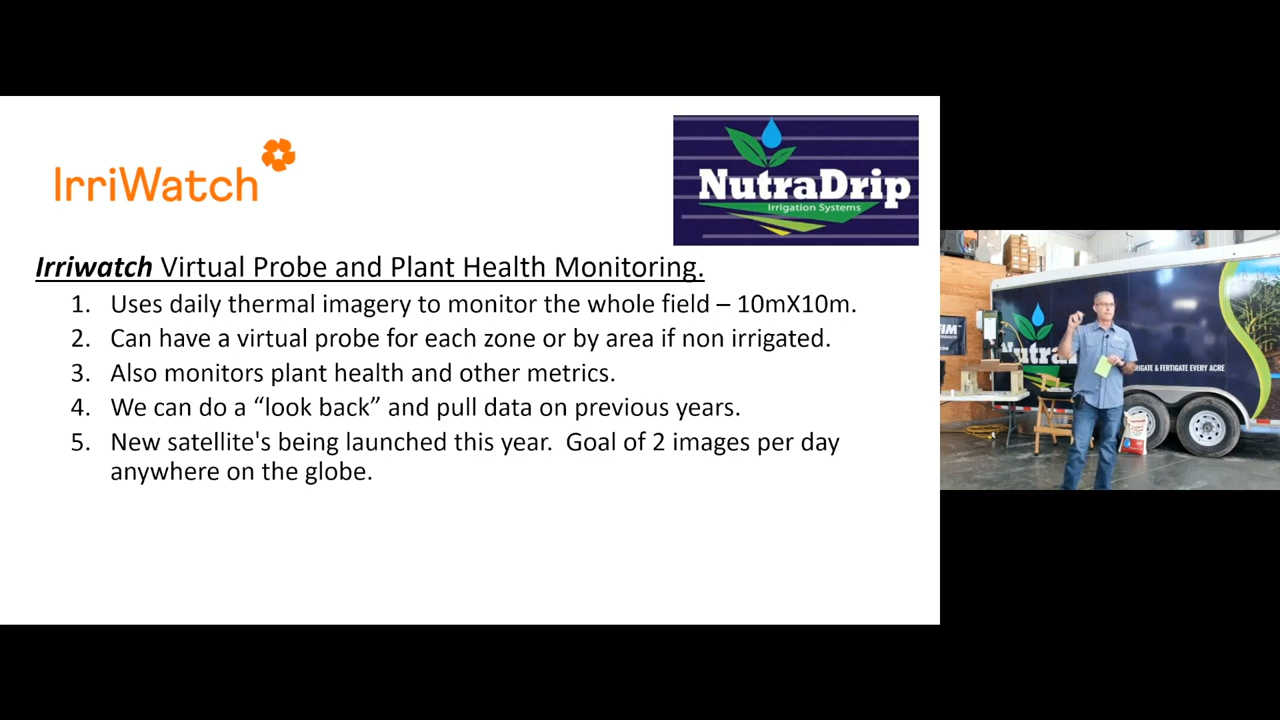 IrriWatch
NutraDrip
Irrigation Systems
Irriwatch Virtual Probe and Plant Health Monitoring.
1. Uses daily thermal imagery to monitor the whole field – 10mX10m.
2. Can have a virtual probe for each zone or by area if non irrigated.
3. Also monitors plant health and other metrics.
4. We can do a “look back” and pull data on previous years.
5. New satellite's being launched this year.  Goal of 2 images per day
anywhere on the globe.
& FERTIGATE EVERY ACRE